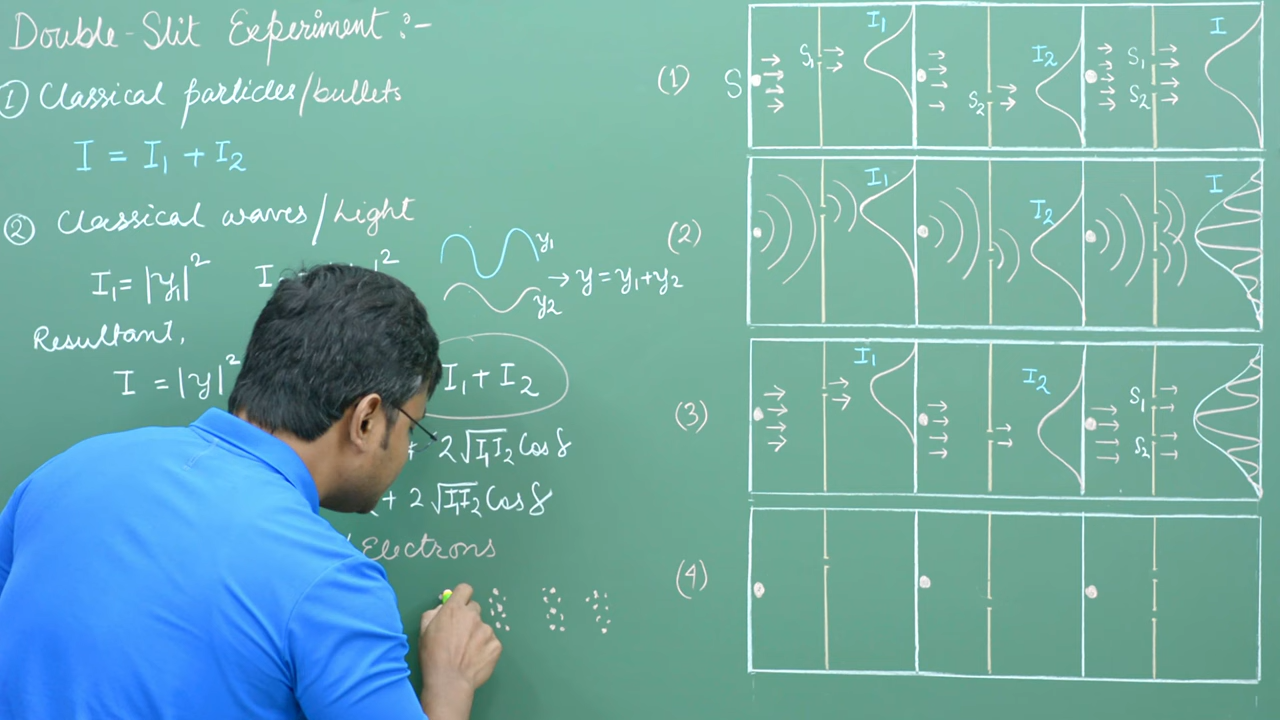 Double-Slit Experiment :-
① Classical particles/bullets
I = I₁ + I₂
② Classical waves/Light
I₁ = |y₁|²
y₁
y₂
→ y = y₁+y₂
Resultant,
I = |y|²
I₁ + I₂
+ 2√I₁I₂ Cos δ
+ 2√I₁I₂ Cos δ
Electrons
(1) S S₁ I₁ S₂ I₂ S₁ S₂ I
(2) I₁ I₂ I
(3) I₁ I₂ S₁ S₂
(4)